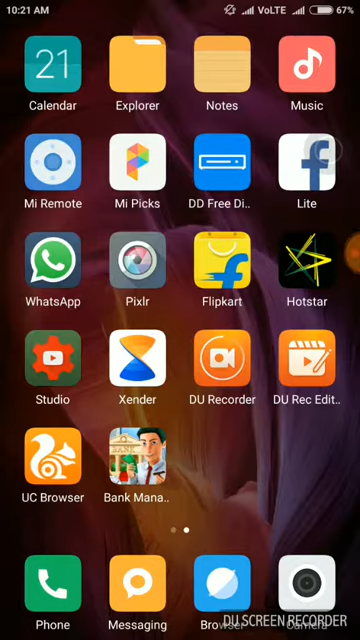 10:21 AM VoLTE 67%
21
Calendar Explorer Notes Music
Mi Remote Mi Picks DD Free Di.. Lite
WhatsApp Pixlr Flipkart Hotstar
Studio Xender DU Recorder DU Rec Edit..
BANK
UC Browser Bank Mana..
Phone Messaging Browser Camera
DU SCREEN RECORDER